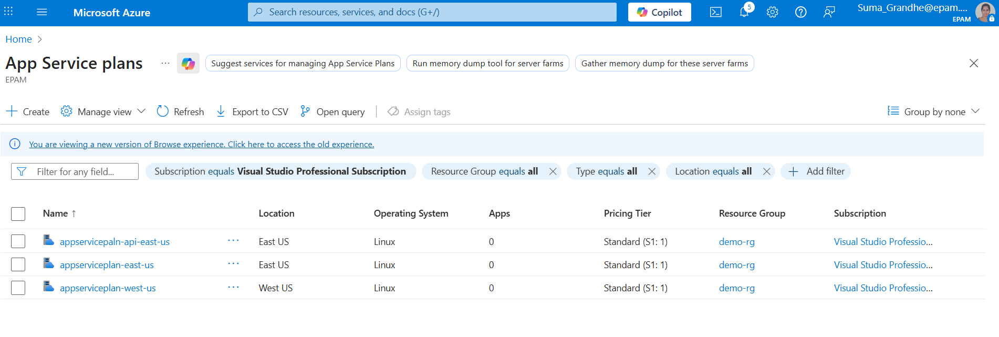 Microsoft Azure
Search resources, services, and docs (G+/)
Copilot
5
Suma_Grandhe@epam....
EPAM
Home
App Service plans
...
Suggest services for managing App Service Plans
Run memory dump tool for server farms
Gather memory dump for these server farms
EPAM
Create
Manage view
Refresh
Export to CSV
Open query
Assign tags
Group by none
You are viewing a new version of Browse experience. Click here to access the old experience.
Filter for any field...
Subscription equals Visual Studio Professional Subscription
Resource Group equals all
Type equals all
Location equals all
Add filter
Name ↑ Location Operating System Apps Pricing Tier Resource Group Subscription
appservicepaln-api-east-us ... East US Linux 0 Standard (S1: 1) demo-rg Visual Studio Professio...
appserviceplan-east-us ... East US Linux 0 Standard (S1: 1) demo-rg Visual Studio Professio...
appserviceplan-west-us ... West US Linux 0 Standard (S1: 1) demo-rg Visual Studio Professio...